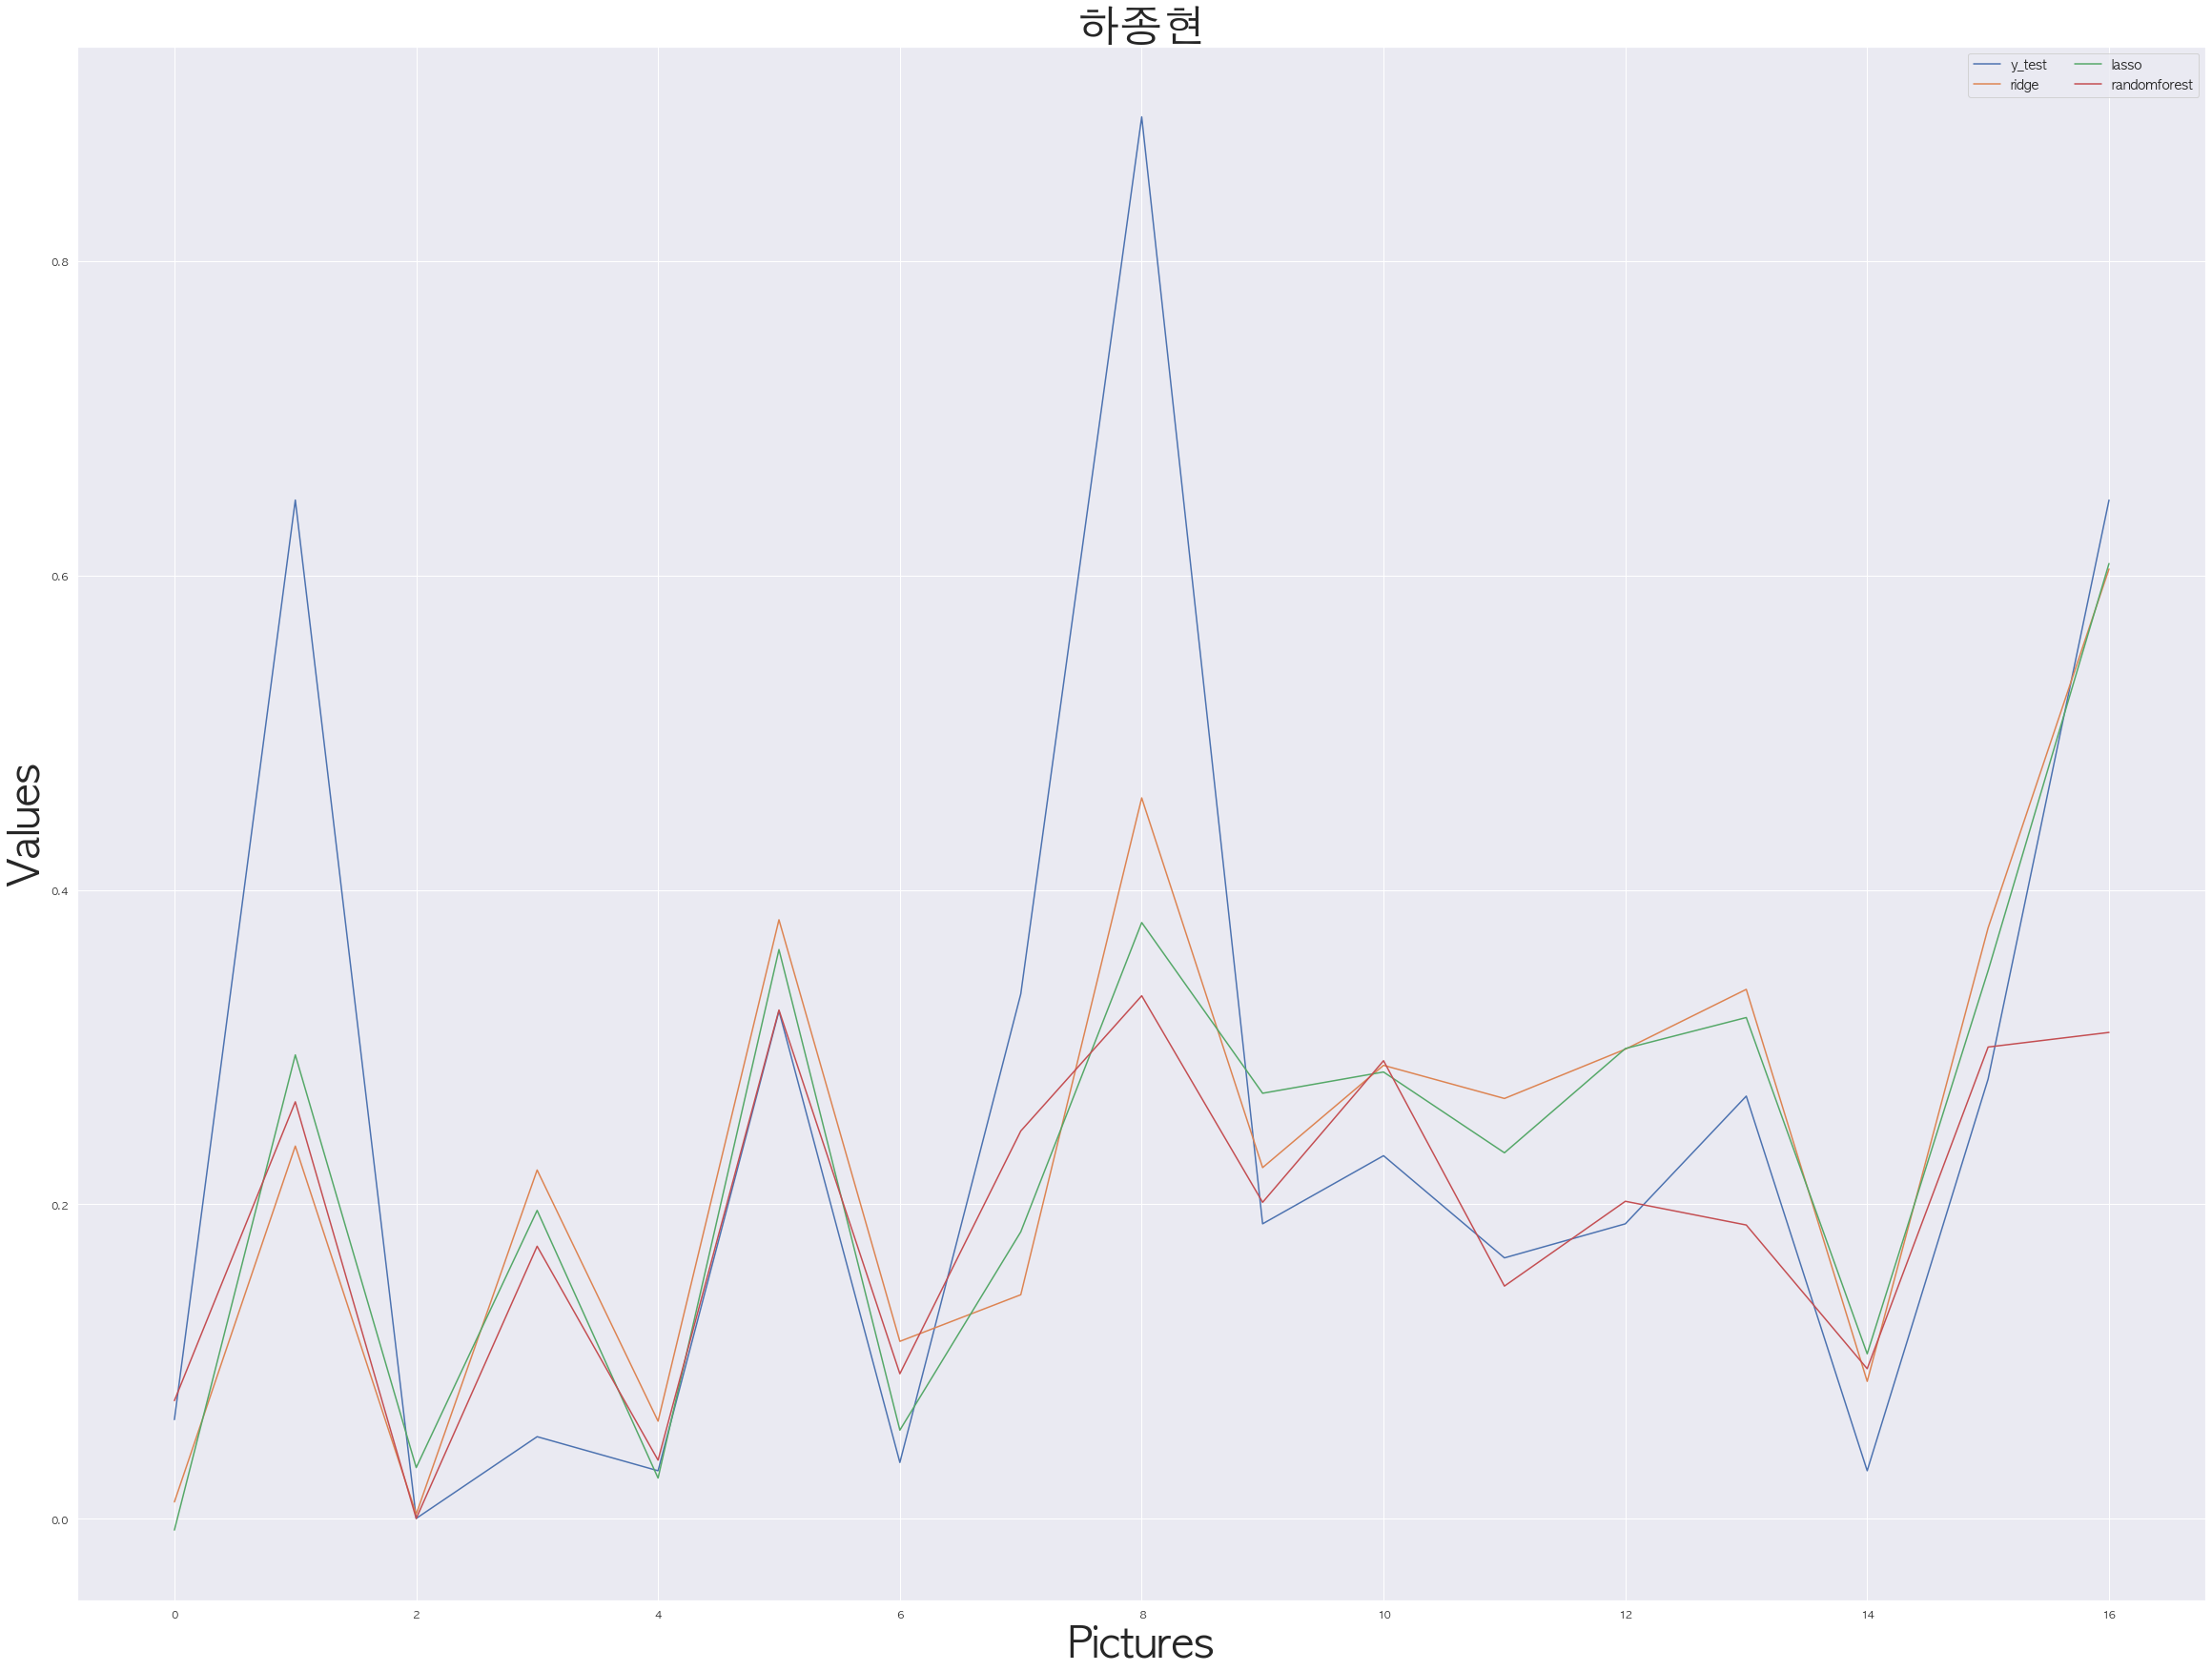 하종현
y_test lasso
ridge randomforest
0.8
0.6
0.4
0.2
0.0
Values
0 2 4 6 8 10 12 14 16
Pictures